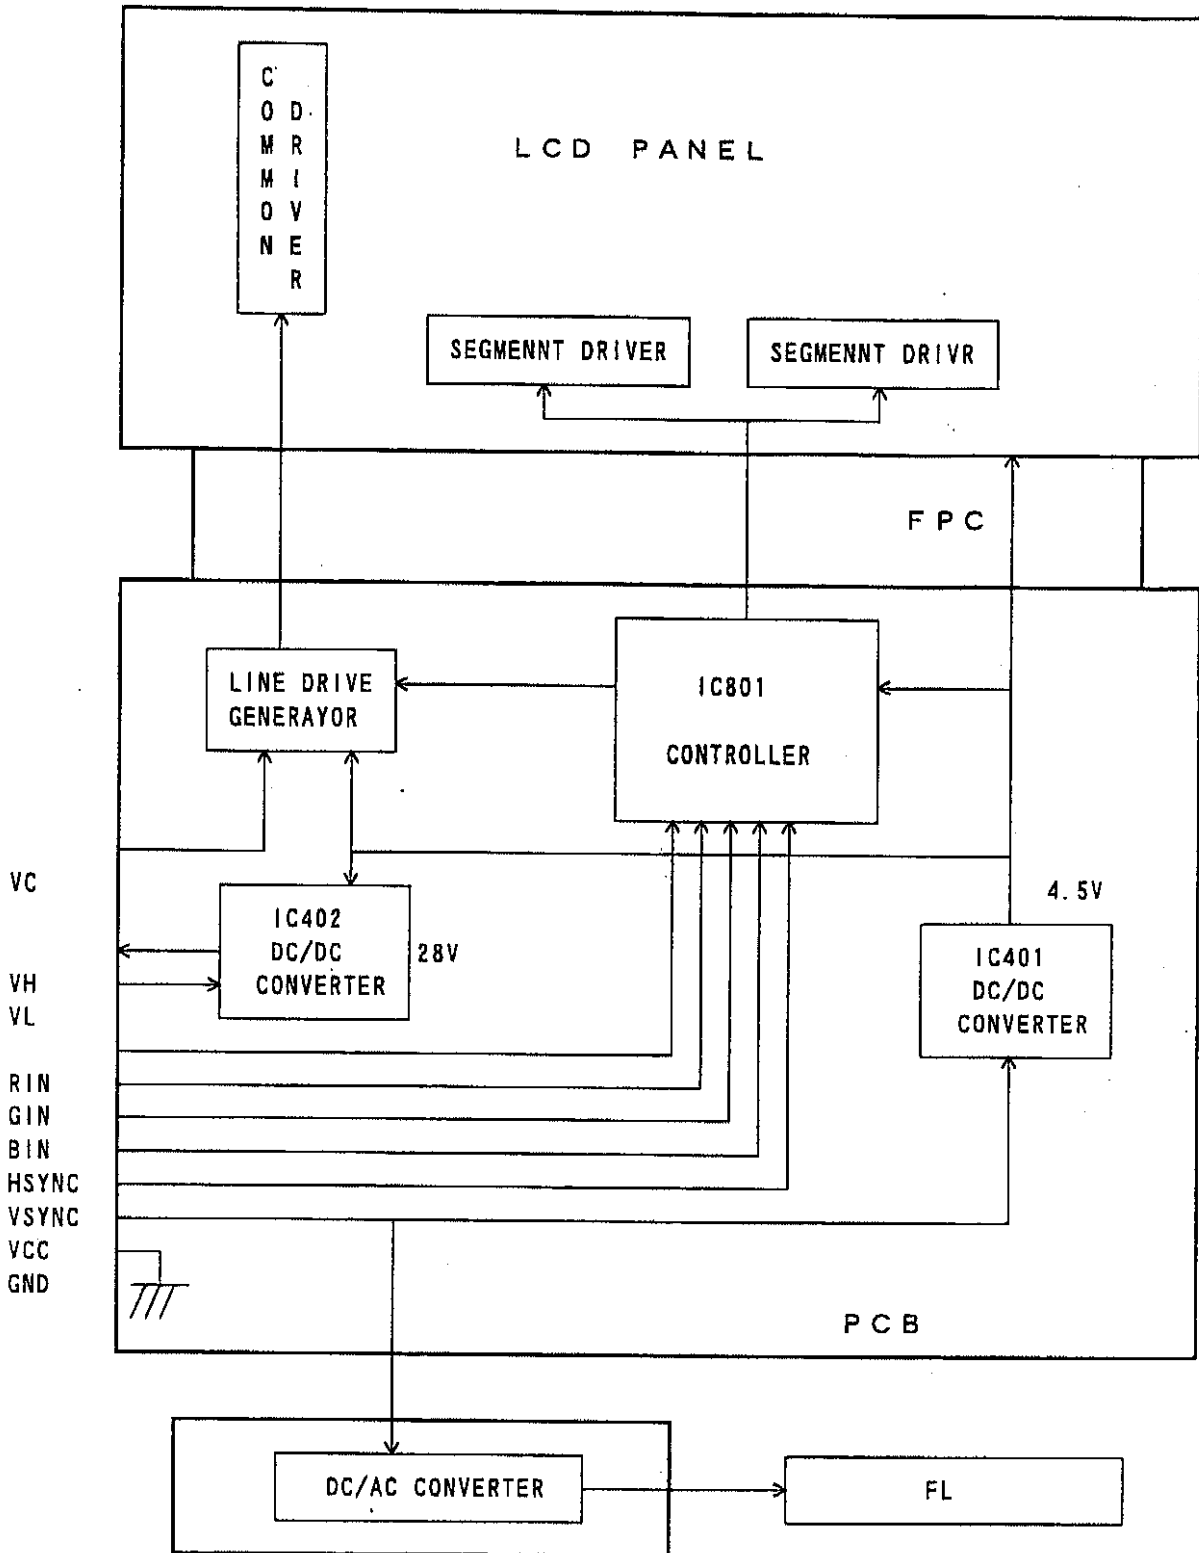 COMMON
DRIVER
LCD PANEL
SEGMENNT DRIVER
SEGMENNT DRIVR
FPC
LINE DRIVE
GENERAYOR
IC801
CONTROLLER
VC
IC402
DC/DC
CONVERTER
28V
4.5V
IC401
DC/DC
CONVERTER
VH
VL
RIN
GIN
BIN
HSYNC
VSYNC
VCC
GND
PCB
DC/AC CONVERTER
FL